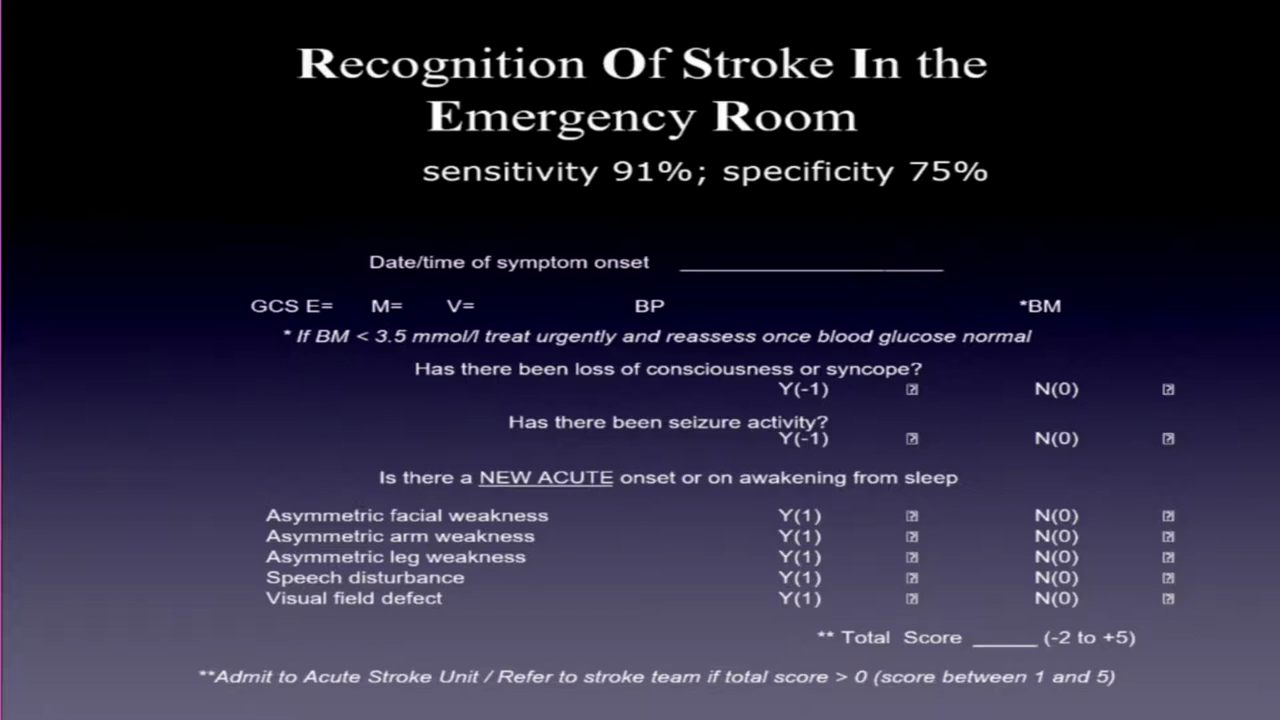 Recognition Of Stroke In the
Emergency Room
sensitivity 91%; specificity 75%
Date/time of symptom onset ____________________
GCS E= M= V= BP *BM
* If BM < 3.5 mmol/l treat urgently and reassess once blood glucose normal
Has there been loss of consciousness or syncope?
Y(-1) N(0)
Has there been seizure activity?
Y(-1) N(0)
Is there a NEW ACUTE onset or on awakening from sleep
Asymmetric facial weakness Y(1) N(0)
Asymmetric arm weakness Y(1) N(0)
Asymmetric leg weakness Y(1) N(0)
Speech disturbance Y(1) N(0)
Visual field defect Y(1) N(0)
** Total Score _____ (-2 to +5)
**Admit to Acute Stroke Unit / Refer to stroke team if total score > 0 (score between 1 and 5)